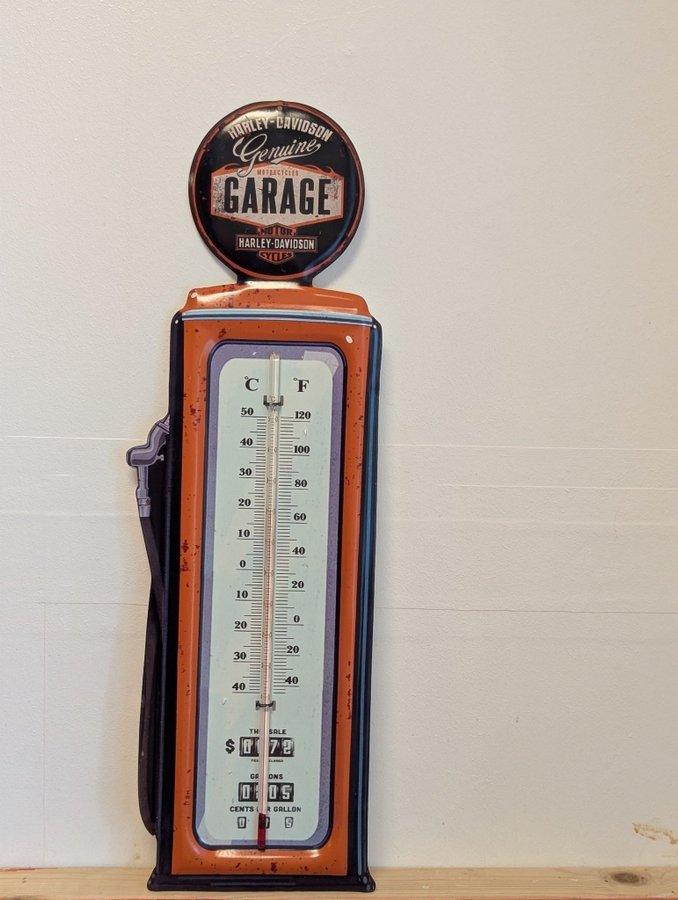 HARLEY-DAVIDSON
Genuine
MOTORCYCLES
GARAGE
MOTOR
HARLEY-DAVIDSON
CYCLES
°C °F
50 120
40 100
30 80
20 60
10 40
0 20
10 0
20 20
30 40
40
SALE
$
GALLONS
CENTS PER GALLON